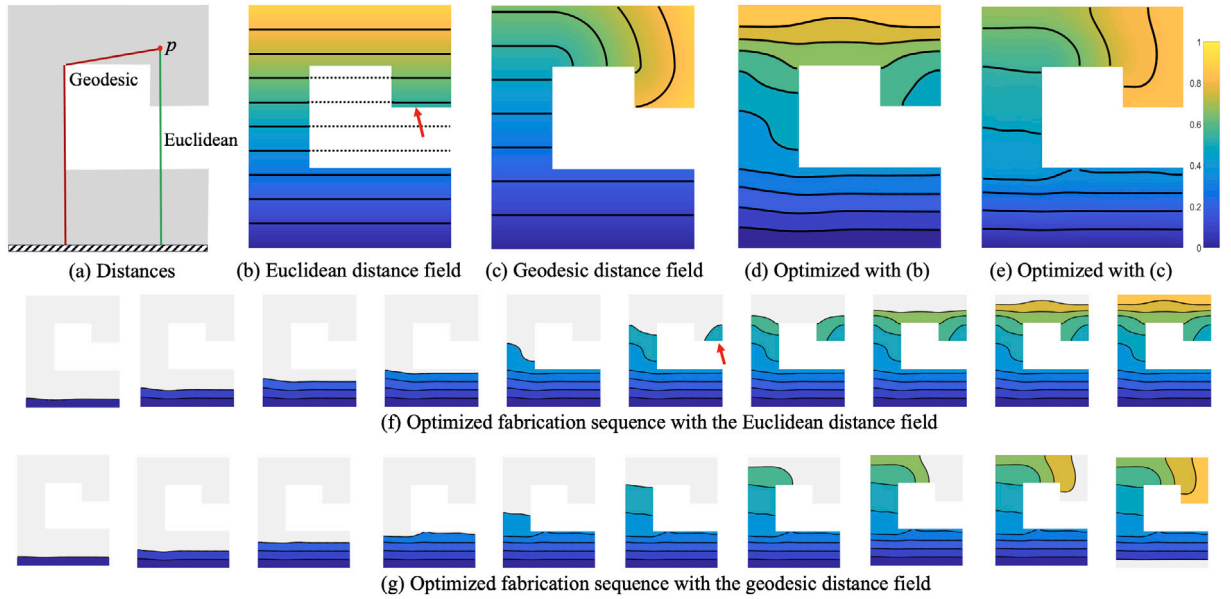 p
Geodesic
Euclidean
1
0.8
0.6
0.4
0.2
0
(a) Distances
(b) Euclidean distance field
(c) Geodesic distance field
(d) Optimized with (b)
(e) Optimized with (c)
(f) Optimized fabrication sequence with the Euclidean distance field
(g) Optimized fabrication sequence with the geodesic distance field